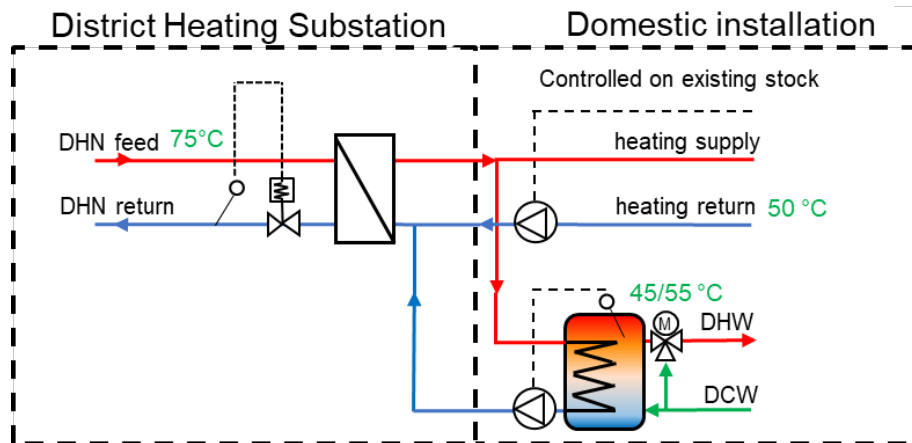 District Heating Substation
Domestic installation
Controlled on existing stock
DHN feed 75°C
heating supply
DHN return
heating return 50 °C
45/55 °C
M
DHW
DCW